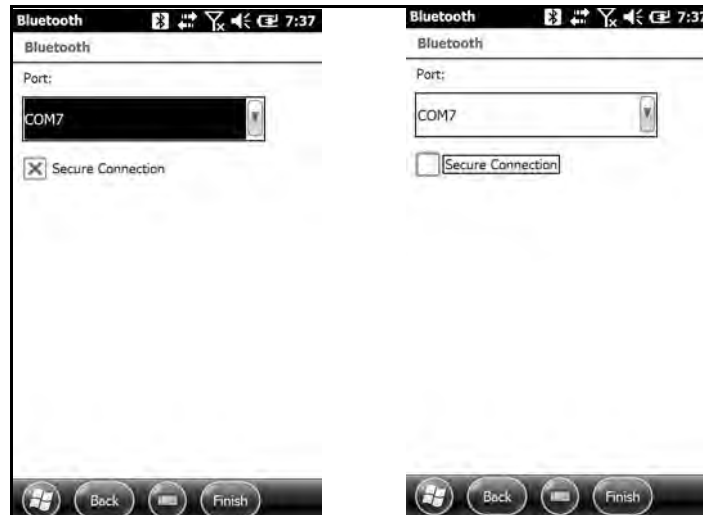 Bluetooth 7:37
Bluetooth
Port:
COM7
Secure Connection
Back Finish
Bluetooth 7:37
Bluetooth
Port:
COM7
Secure Connection
Back Finish